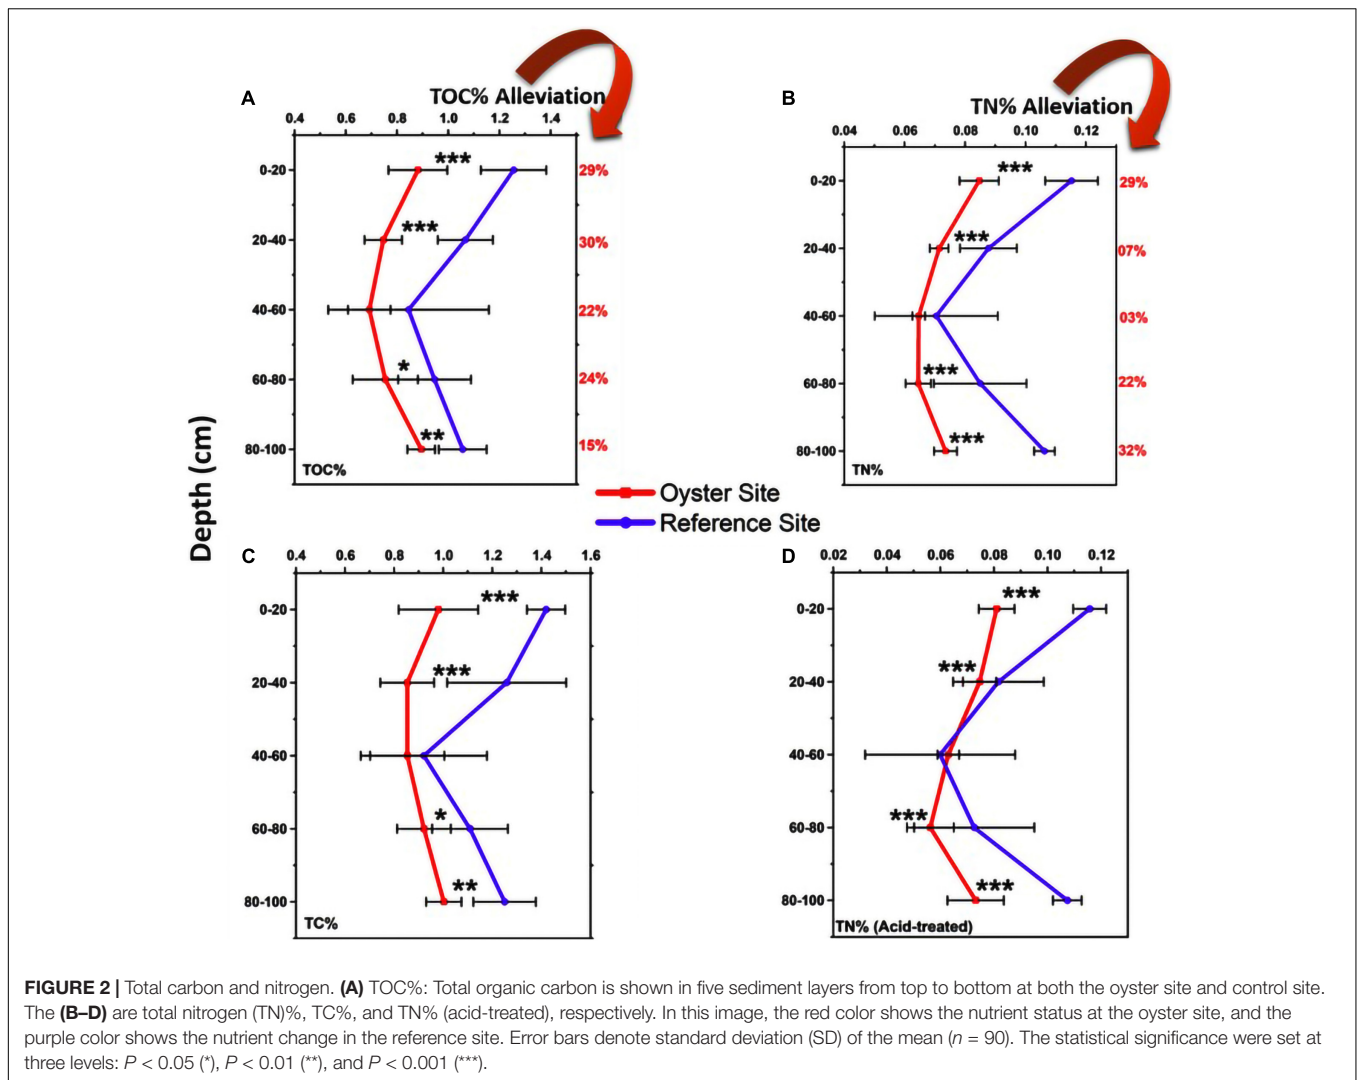 TOC% Alleviation
A
0.4 0.6 0.8 1.0 1.2 1.4
0-20 *** 29%
20-40 *** 30%
40-60 22%
60-80 * 24%
80-100 ** 15%
TOC%
TN% Alleviation
B
0.04 0.06 0.08 0.10 0.12
0-20 *** 29%
20-40 *** 07%
40-60 03%
60-80 *** 22%
80-100 *** 32%
TN%
Depth (cm)
Oyster Site
Reference Site
C
0.4 0.6 0.8 1.0 1.2 1.4 1.6
0-20 ***
20-40 ***
40-60
60-80 *
80-100 **
TC%
D
0.02 0.04 0.06 0.08 0.10 0.12
0-20 ***
20-40 ***
40-60
60-80 ***
80-100 ***
TN% (Acid-treated)
FIGURE 2 | Total carbon and nitrogen. (A) TOC%: Total organic carbon is shown in five sediment layers from top to bottom at both the oyster site and control site.
The (B–D) are total nitrogen (TN)%, TC%, and TN% (acid-treated), respectively. In this image, the red color shows the nutrient status at the oyster site, and the
purple color shows the nutrient change in the reference site. Error bars denote standard deviation (SD) of the mean (n = 90). The statistical significance were set at
three levels: P < 0.05 (*), P < 0.01 (**), and P < 0.001 (***).